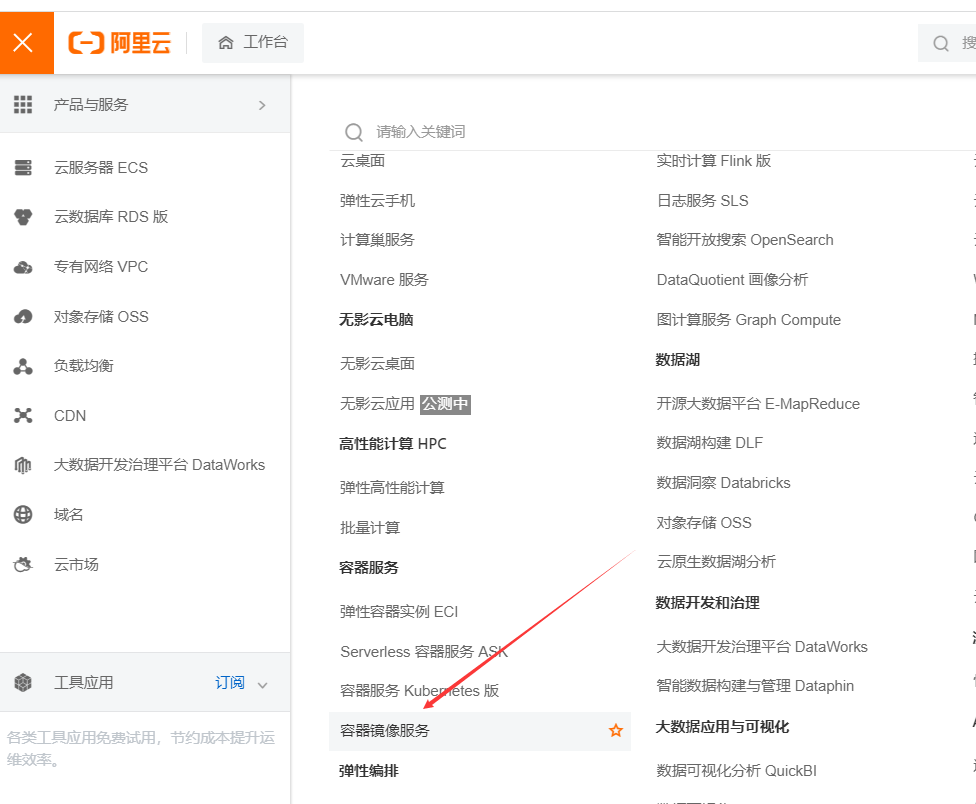 阿里云
工作台
搜
产品与服务
云服务器 ECS
云数据库 RDS 版
专有网络 VPC
对象存储 OSS
负载均衡
CDN
大数据开发治理平台 DataWorks
域名
云市场
工具应用
订阅
各类工具应用免费试用，节约成本提升运
维效率。
请输入关键词
云桌面
弹性云手机
计算巢服务
VMware 服务
无影云电脑
无影云桌面
无影云应用 公测中
高性能计算 HPC
弹性高性能计算
批量计算
容器服务
弹性容器实例 ECI
Serverless 容器服务 ASK
容器服务 Kubernetes 版
容器镜像服务
弹性编排
实时计算 Flink 版
日志服务 SLS
智能开放搜索 OpenSearch
DataQuotient 画像分析
图计算服务 Graph Compute
数据湖
开源大数据平台 E-MapReduce
数据湖构建 DLF
数据洞察 Databricks
对象存储 OSS
云原生数据湖分析
数据开发和治理
大数据开发治理平台 DataWorks
智能数据构建与管理 Dataphin
大数据应用与可视化
数据可视化分析 QuickBI